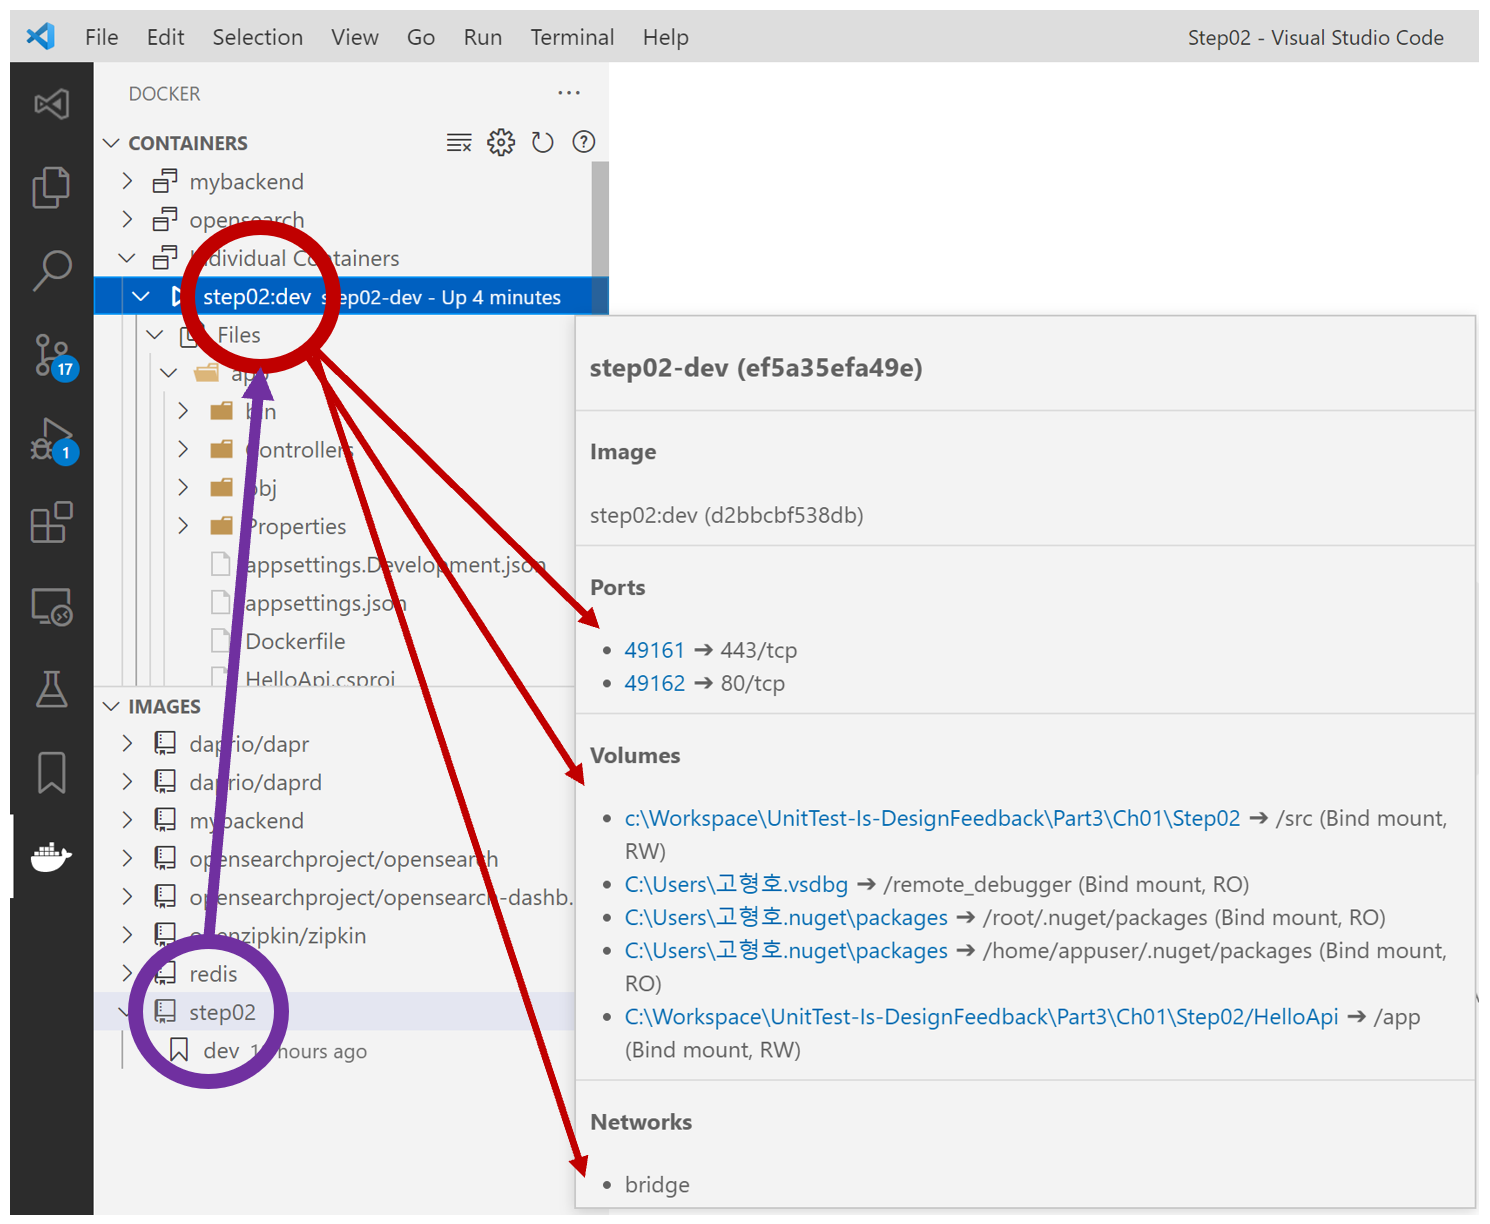 File Edit Selection View Go Run Terminal Help Step02 - Visual Studio Code
DOCKER
CONTAINERS
mybackend
opensearch
Individual Containers
step02:dev step02-dev - Up 4 minutes
Files
app
bin
Controllers
obj
Properties
appsettings.Development.json
appsettings.json
Dockerfile
HelloApi.csproj
17
1
IMAGES
daprio/dapr
daprio/daprd
mybackend
opensearchproject/opensearch
opensearchproject/opensearch-dashb.
openzipkin/zipkin
redis
step02
dev hours ago
step02-dev (ef5a35efa49e)
Image
step02:dev (d2bbcbf538db)
Ports
• 49161 ➔ 443/tcp
• 49162 ➔ 80/tcp
Volumes
• c:\Workspace\UnitTest-Is-DesignFeedback\Part3\Ch01\Step02 ➔ /src (Bind mount,
RW)
• C:\Users\고형호.vsdbg ➔ /remote_debugger (Bind mount, RO)
• C:\Users\고형호.nuget\packages ➔ /root/.nuget/packages (Bind mount, RO)
• C:\Users\고형호.nuget\packages ➔ /home/appuser/.nuget/packages (Bind mount,
RO)
• C:\Workspace\UnitTest-Is-DesignFeedback\Part3\Ch01\Step02/HelloApi ➔ /app
(Bind mount, RW)
Networks
• bridge